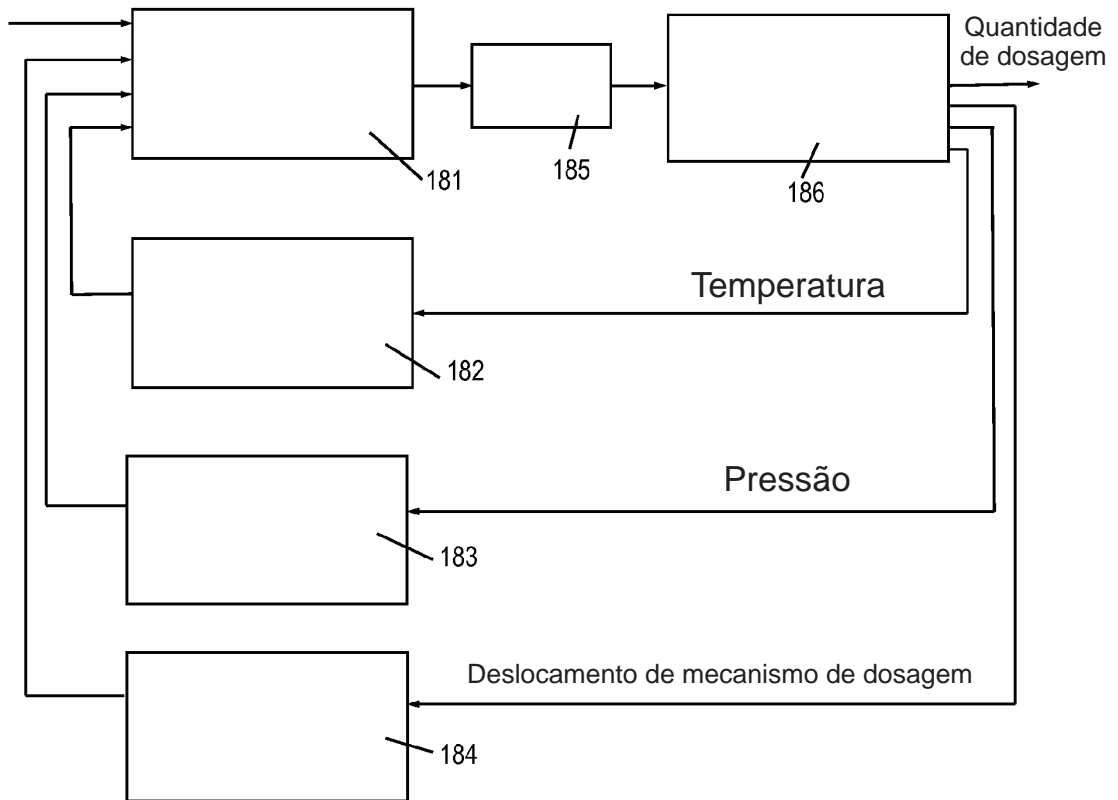 Quantidade
de dosagem
181
185
186
Temperatura
182
Pressão
183
Deslocamento de mecanismo de dosagem
184